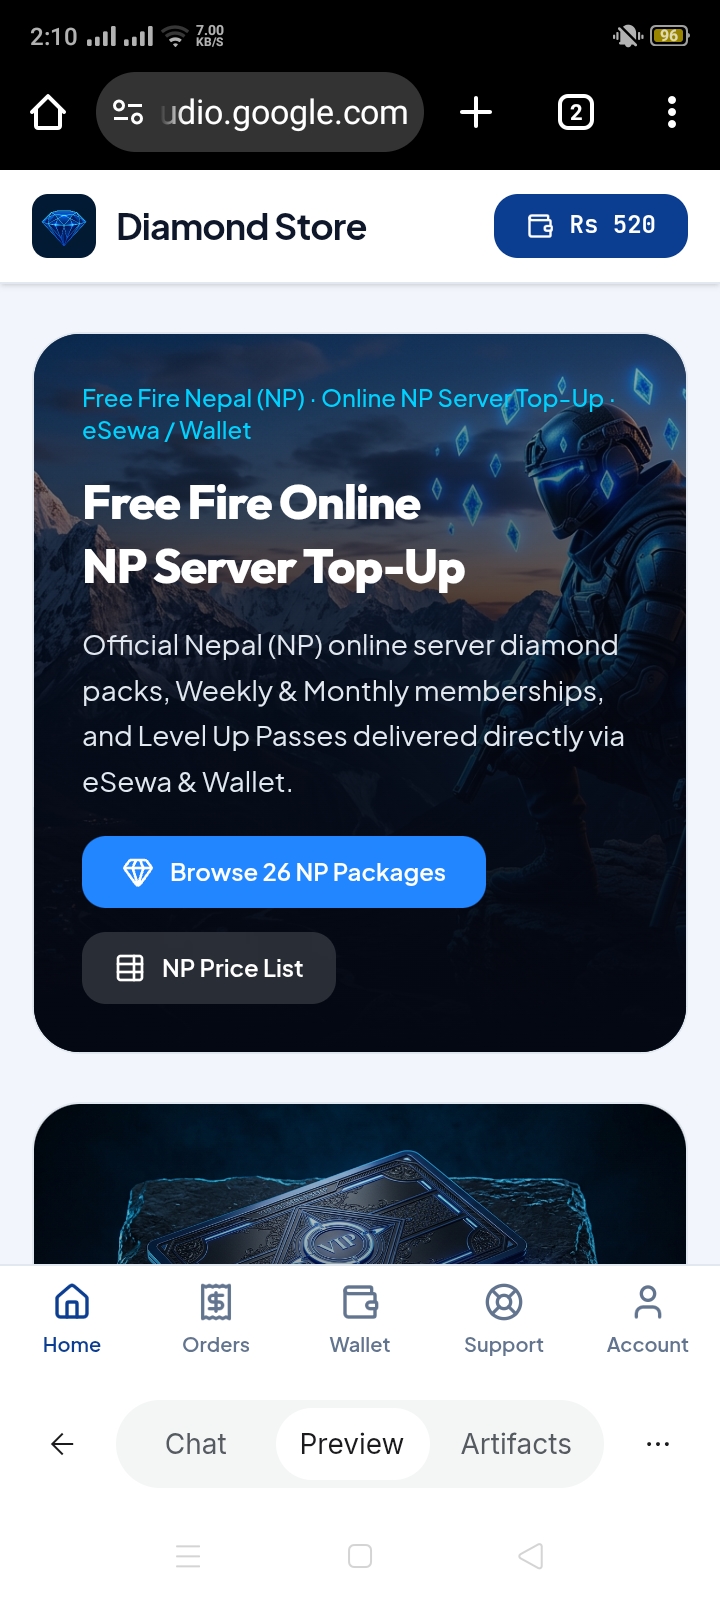 2:10
7.00
KB/S
96
udio.google.com
2
Diamond Store
Rs 520
Free Fire Nepal (NP) · Online NP Server Top-Up ·
eSewa / Wallet
Free Fire Online
NP Server Top-Up
Official Nepal (NP) online server diamond
packs, Weekly & Monthly memberships,
and Level Up Passes delivered directly via
eSewa & Wallet.
Browse 26 NP Packages
NP Price List
VIP
Home
Orders
Wallet
Support
Account
Chat
Preview
Artifacts